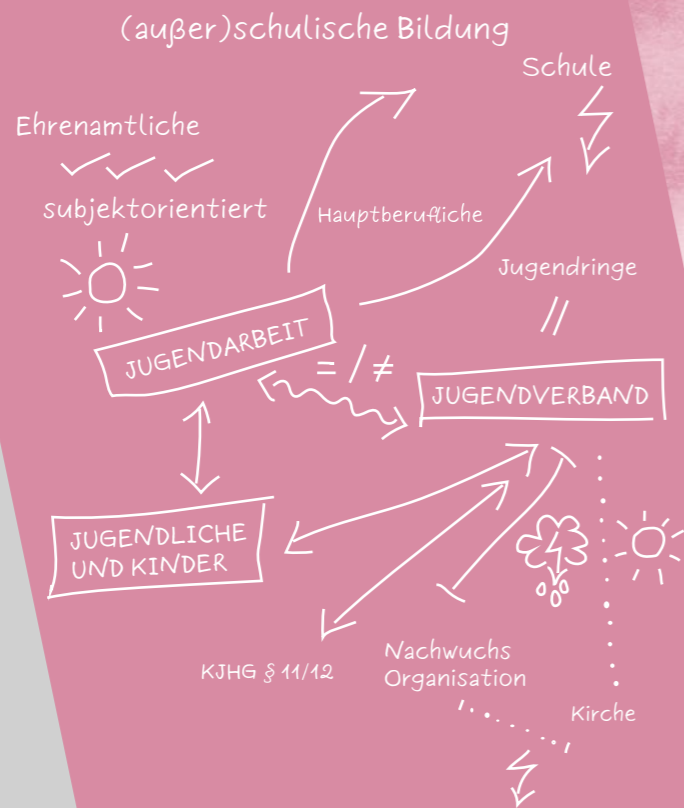 (außer)schulische Bildung
Schule
Ehrenamtliche
subjektorientiert
Hauptberufliche
Jugendringe
//
JUGENDARBEIT
= / ≠
JUGENDVERBAND
JUGENDLICHE
UND KINDER
KJHG § 11/12
Nachwuchs
Organisation
Kirche